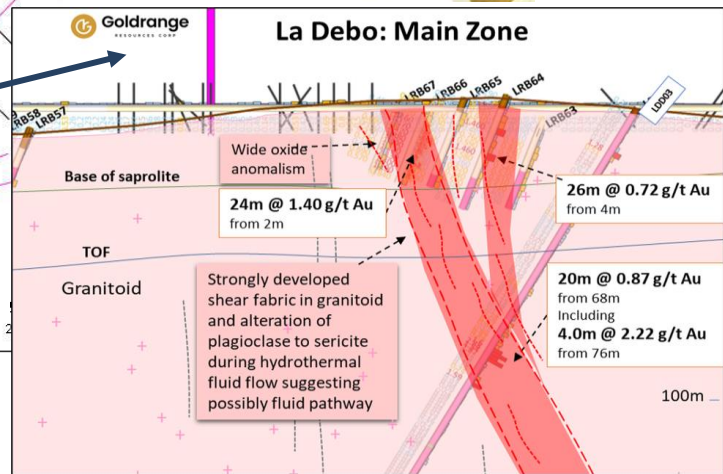 Goldrange
RESOURCES CORP
La Debo: Main Zone
LRB67
LRB66
LRB65
LRB64
LRB63
LDD03
RB58
LRB57
Wide oxide
anomalism
Base of saprolite
24m @ 1.40 g/t Au
from 2m
26m @ 0.72 g/t Au
from 4m
TOF
Granitoid
Strongly developed
shear fabric in granitoid
and alteration of
plagioclase to sericite
during hydrothermal
fluid flow suggesting
possibly fluid pathway
20m @ 0.87 g/t Au
from 68m
Including
4.0m @ 2.22 g/t Au
from 76m
100m